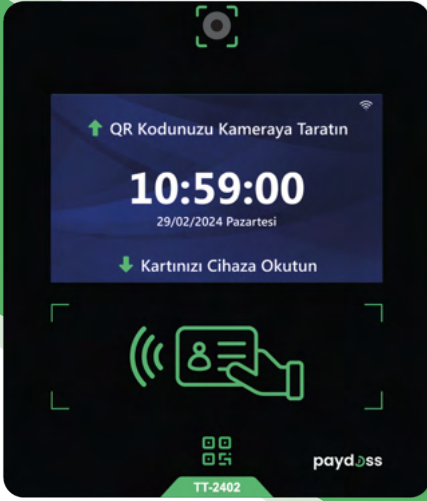 QR Kodunuzu Kameraya Taratın
10:59:00
29/02/2024 Pazartesi
Kartınızı Cihaza Okutun
paydoss
TT-2402